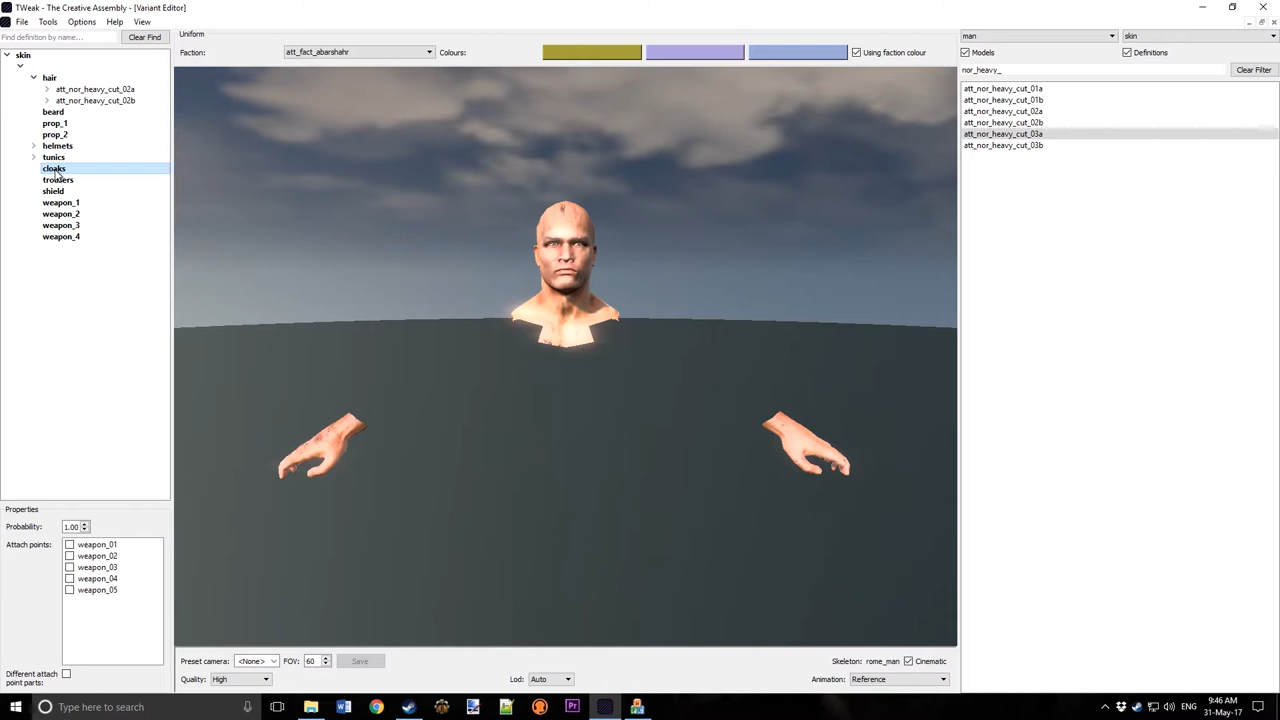 TWeak - The Creative Assembly - [Variant Editor]
File Tools Options Help View
Find definition by name... Clear Find
skin
hair
att_nor_heavy_cut_02a
att_nor_heavy_cut_02b
beard
prop_1
prop_2
helmets
tunics
cloaks
trousers
shield
weapon_1
weapon_2
weapon_3
weapon_4
Properties
Probability: 1.00
Attach points: weapon_01
weapon_02
weapon_03
weapon_04
weapon_05
Different attach
point parts:
Uniform
Faction: att_fact_abarshahr Colours: Using faction colour
Preset camera: <None> FOV: 60 Save Skeleton: rome_man Cinematic
Quality: High Lod: Auto Animation: Reference
man skin
Models Definitions
nor_heavy_ Clear Filter
att_nor_heavy_cut_01a
att_nor_heavy_cut_01b
att_nor_heavy_cut_02a
att_nor_heavy_cut_02b
att_nor_heavy_cut_03a
att_nor_heavy_cut_03b
Type here to search
9:46 AM
31-May-17